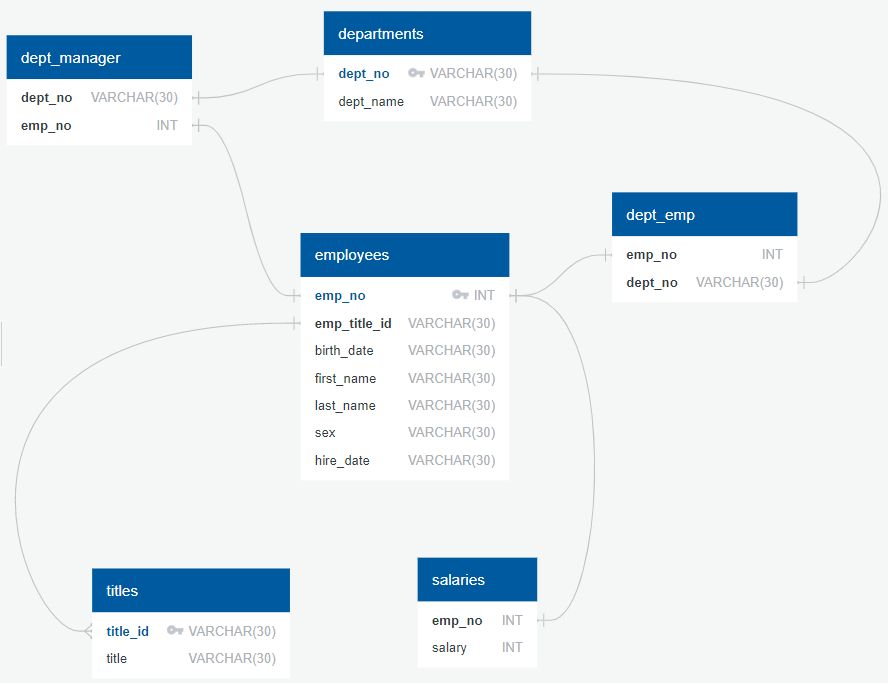 departments
dept_no VARCHAR(30)
dept_name VARCHAR(30)
dept_manager
dept_no VARCHAR(30)
emp_no INT
dept_emp
emp_no INT
dept_no VARCHAR(30)
employees
emp_no INT
emp_title_id VARCHAR(30)
birth_date VARCHAR(30)
first_name VARCHAR(30)
last_name VARCHAR(30)
sex VARCHAR(30)
hire_date VARCHAR(30)
titles
title_id VARCHAR(30)
title VARCHAR(30)
salaries
emp_no INT
salary INT